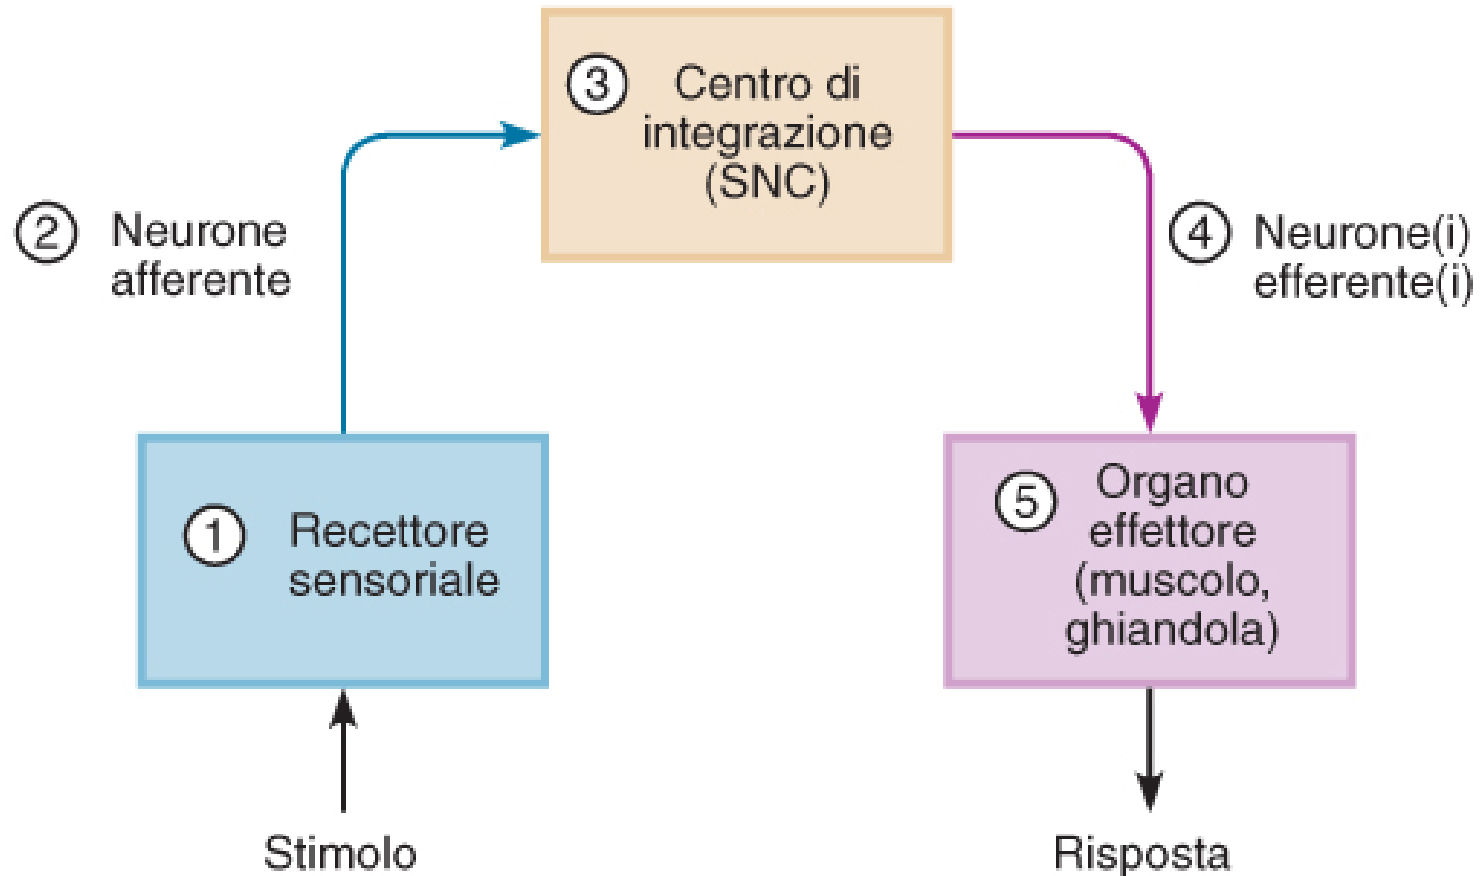 3
Centro di
integrazione
(SNC)
2
Neurone
afferente
4
Neurone(i)
efferente(i)
1
Recettore
sensoriale
5
Organo
effettore
(muscolo,
ghiandola)
Stimolo
Risposta